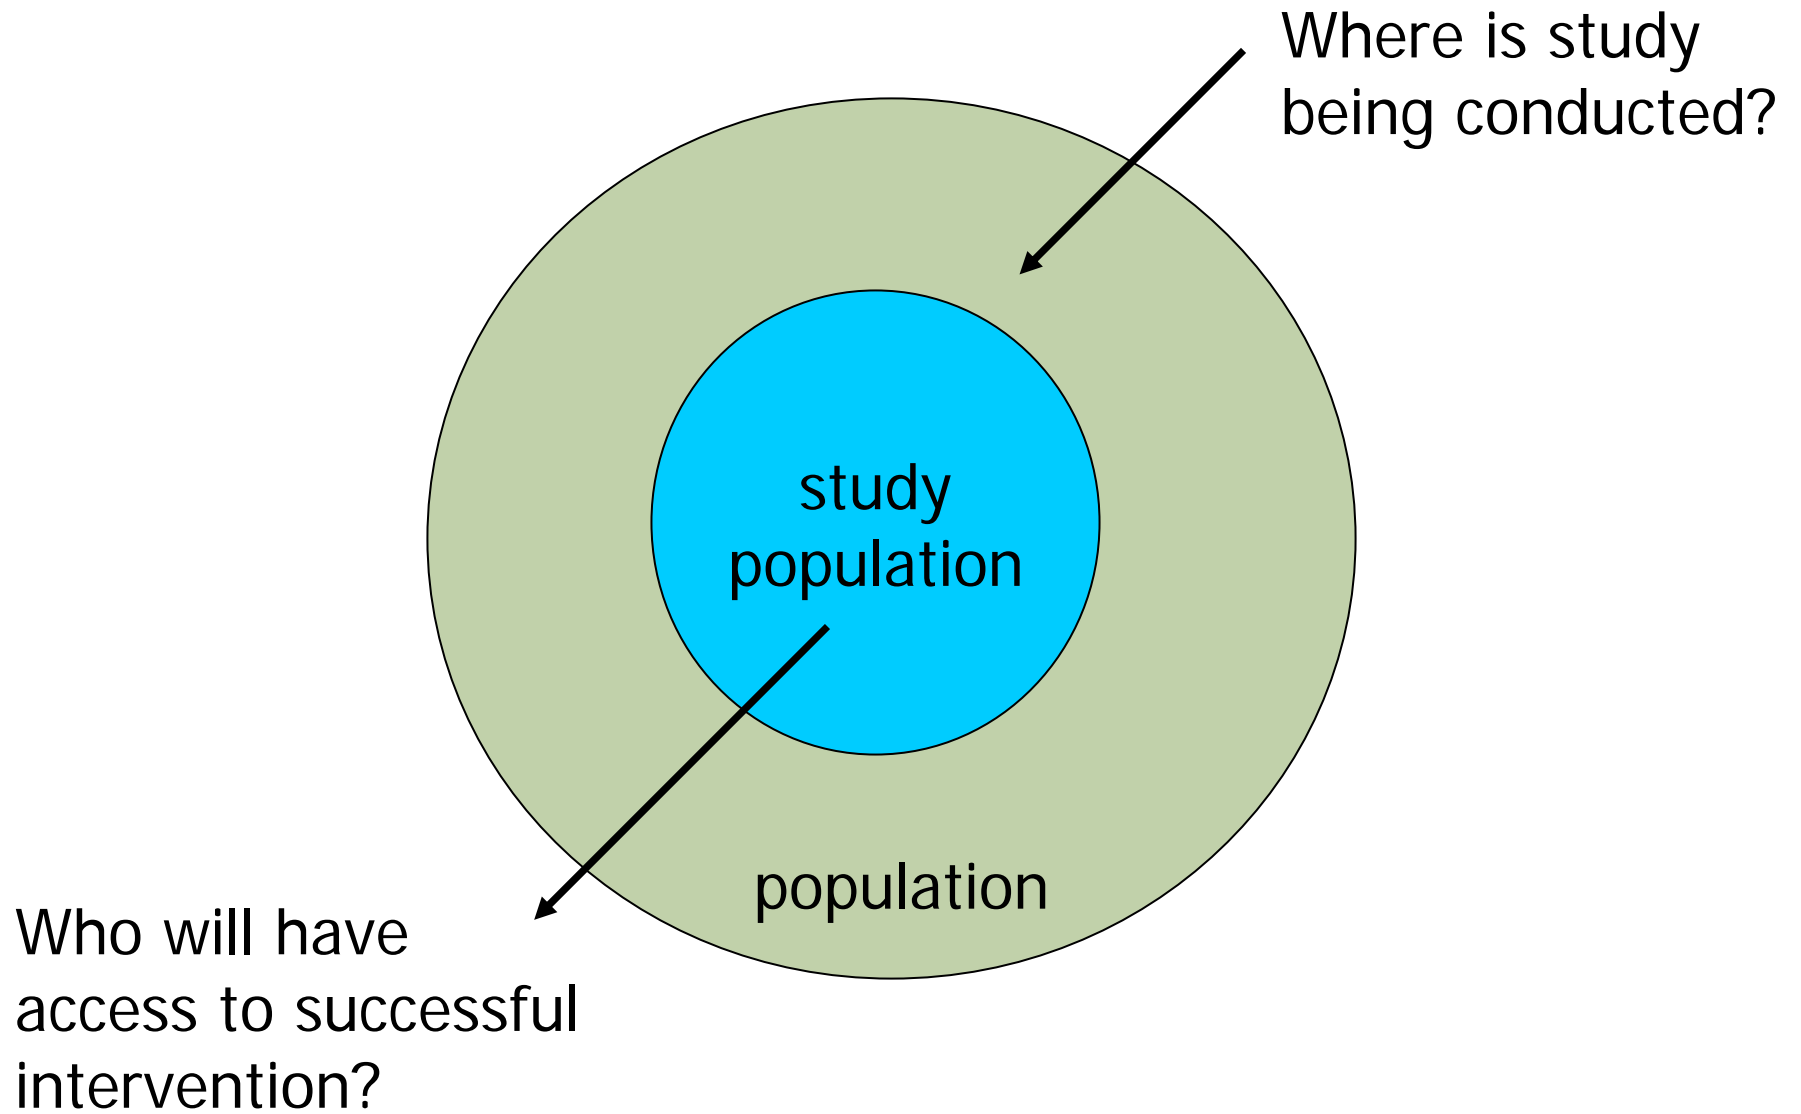 Where is study
being conducted?
study
population
population
Who will have
access to successful
intervention?